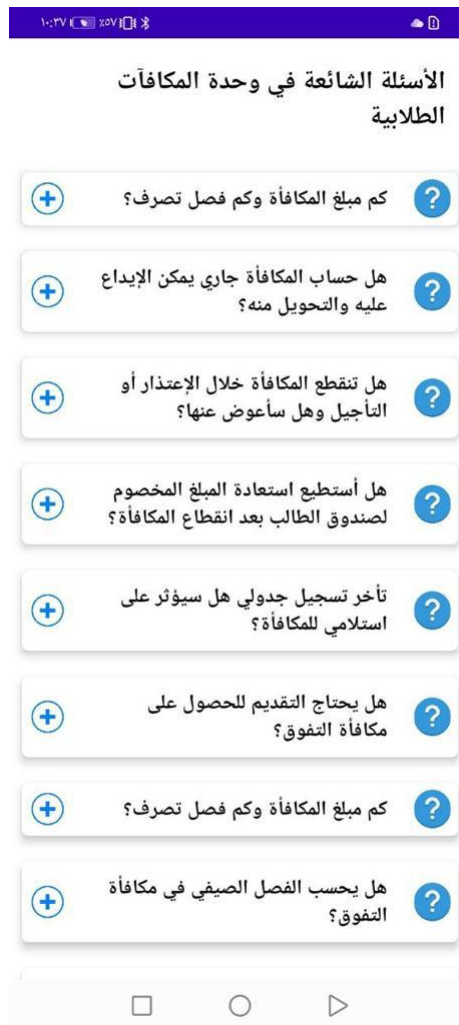 ١٠:٣٧ ٪٥٧
الأسئلة الشائعة في وحدة المكافآت
الطلابية
كم مبلغ المكافأة وكم فصل تصرف؟
هل حساب المكافأة جاري يمكن الإيداع
عليه والتحويل منه؟
هل تنقطع المكافأة خلال الإعتذار أو
التأجيل وهل سأعوض عنها؟
هل أستطيع استعادة المبلغ المخصوم
لصندوق الطالب بعد انقطاع المكافأة؟
تأخر تسجيل جدولي هل سيؤثر على
استلامي للمكافأة؟
هل يحتاج التقديم للحصول على
مكافأة التفوق؟
كم مبلغ المكافأة وكم فصل تصرف؟
هل يحسب الفصل الصيفي في مكافأة
التفوق؟